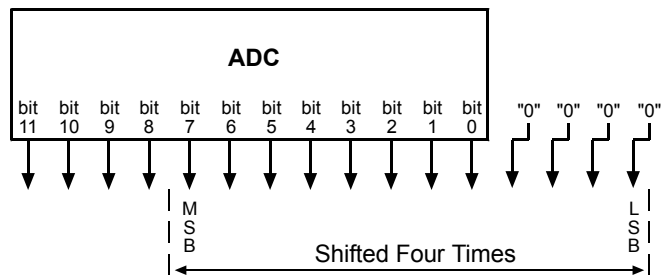 ADC
bit bit bit bit bit bit bit bit bit bit bit bit "0" "0" "0" "0"
11 10 9 8 7 6 5 4 3 2 1 0
MSB LSB
Shifted Four Times